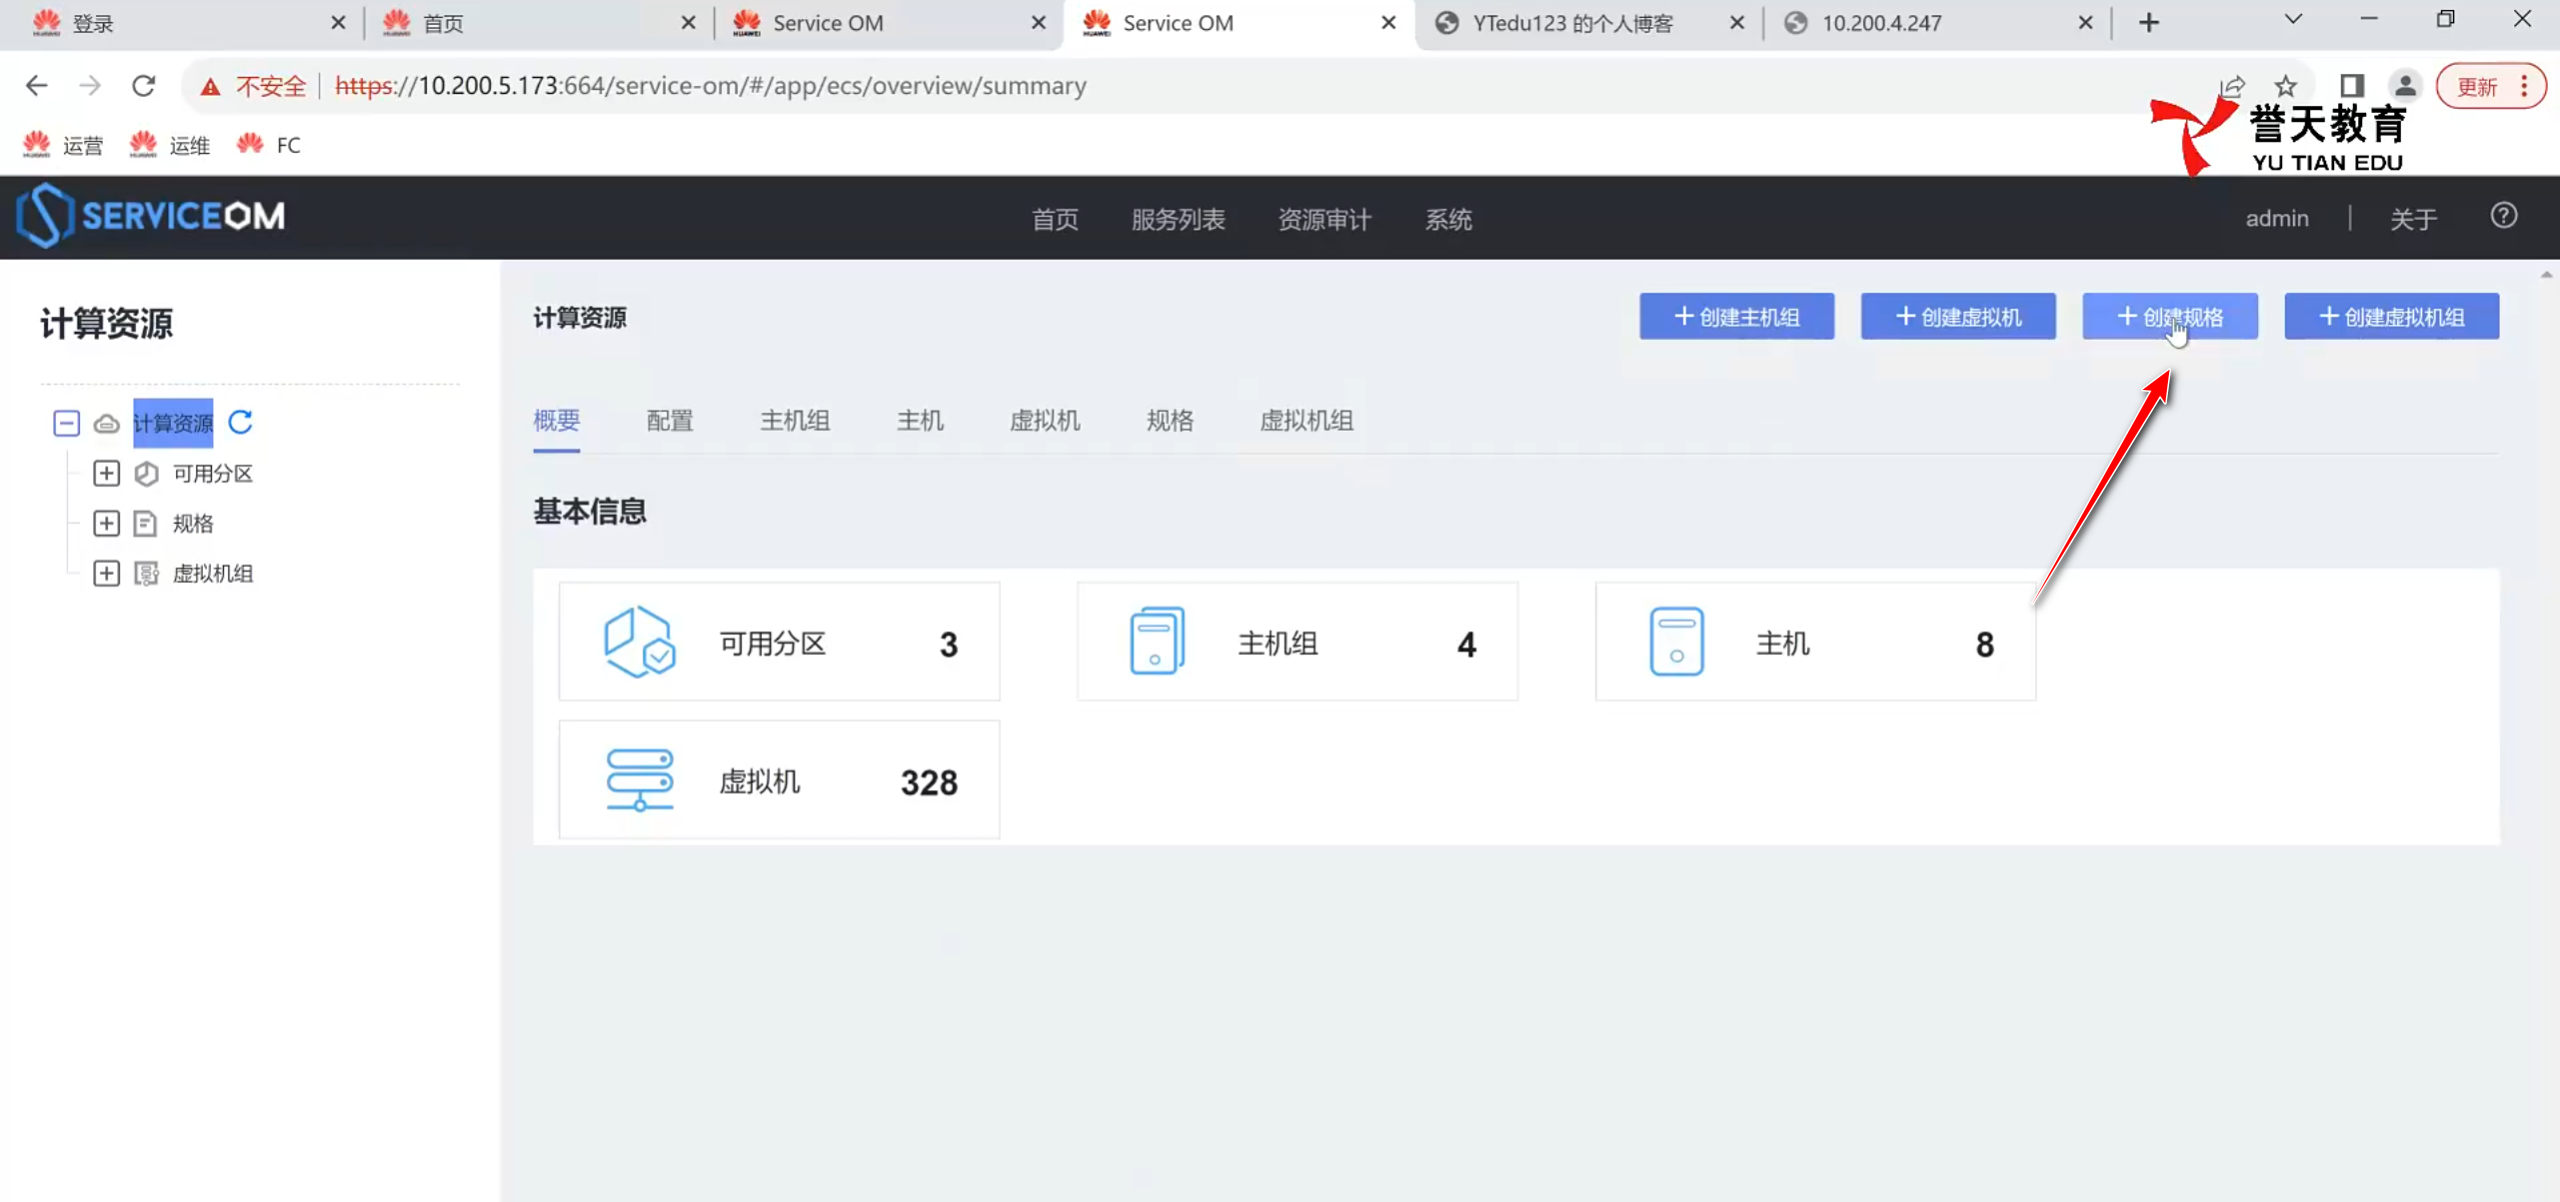 登录
首页
Service OM
Service OM
YTedu123 的个人博客
10.200.4.247
不安全
https://10.200.5.173:664/service-om/#/app/ecs/overview/summary
更新
运营
运维
FC
誉天教育
YU TIAN EDU
SERVICEOM
首页
服务列表
资源审计
系统
admin
关于
计算资源
计算资源
可用分区
规格
虚拟机组
计算资源
创建主机组
创建虚拟机
创建规格
创建虚拟机组
概要
配置
主机组
主机
虚拟机
规格
虚拟机组
基本信息
可用分区 3
主机组 4
主机 8
虚拟机 328